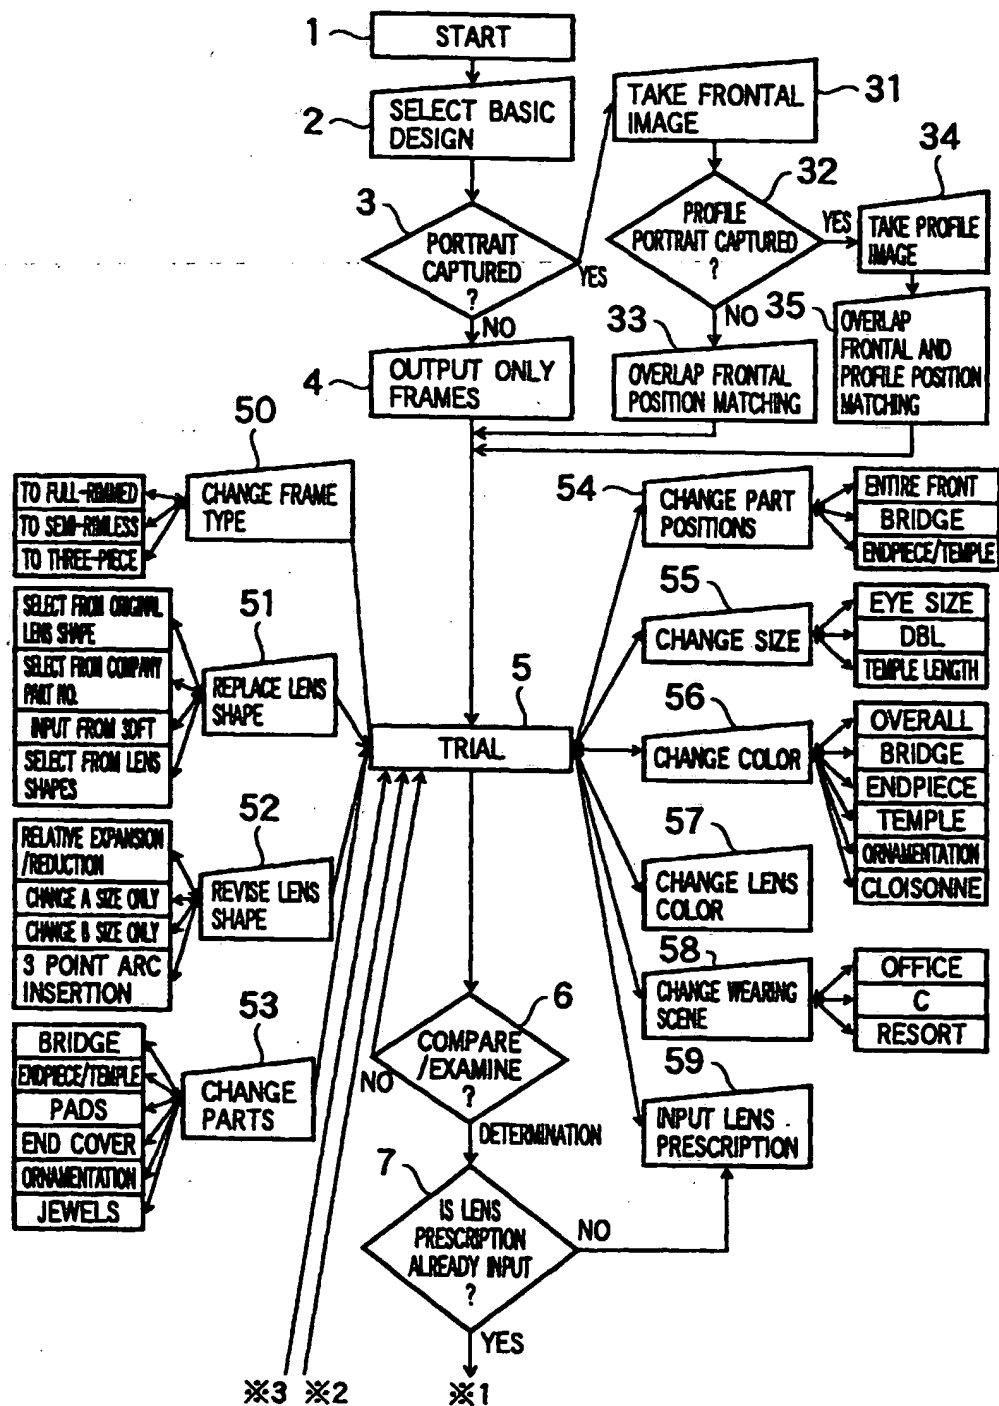 1
START
2
SELECT BASIC
DESIGN
3
PORTRAIT
CAPTURED
?
YES
NO
4
OUTPUT ONLY
FRAMES
31
TAKE FRONTAL
IMAGE
32
PROFILE
PORTRAIT CAPTURED
?
YES
NO
34
TAKE PROFILE
IMAGE
33
OVERLAP FRONTAL
POSITION MATCHING
35
OVERLAP
FRONTAL AND
PROFILE POSITION
MATCHING
50
CHANGE FRAME
TYPE
TO FULL-RIMMED
TO SEMI-RIMLESS
TO THREE-PIECE
51
REPLACE LENS
SHAPE
SELECT FROM ORIGINAL
LENS SHAPE
SELECT FROM COMPANY
PART NO.
INPUT FROM 3DFT
SELECT FROM LENS
SHAPES
52
REVISE LENS
SHAPE
RELATIVE EXPANSION
/REDUCTION
CHANGE A SIZE ONLY
CHANGE B SIZE ONLY
3 POINT ARC
INSERTION
53
CHANGE
PARTS
BRIDGE
ENDPIECE/TEMPLE
PADS
END COVER
ORNAMENTATION
JEWELS
5
TRIAL
54
CHANGE PART
POSITIONS
ENTIRE FRONT
BRIDGE
ENDPIECE/TEMPLE
55
CHANGE SIZE
EYE SIZE
DBL
TEMPLE LENGTH
56
CHANGE COLOR
OVERALL
BRIDGE
ENDPIECE
TEMPLE
ORNAMENTATION
CLOISONNE
57
CHANGE LENS
COLOR
58
CHANGE WEARING
SCENE
OFFICE
C
RESORT
59
INPUT LENS
PRESCRIPTION
6
COMPARE
/EXAMINE
?
NO
DETERMINATION
7
IS LENS
PRESCRIPTION
ALREADY INPUT
?
NO
YES
※3 ※2 ※1